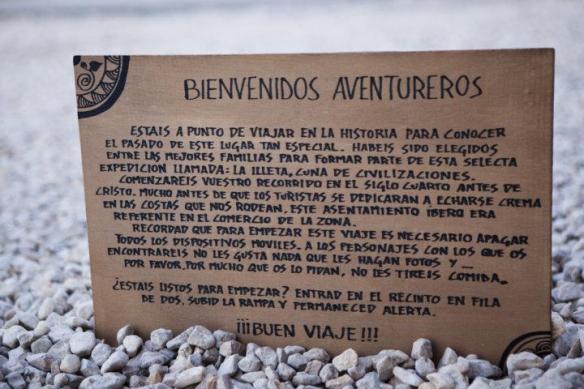 BIENVENIDOS AVENTUREROS
ESTAIS A PUNTO DE VIAJAR EN LA HISTORIA PARA CONOCER
EL PASADO DE ESTE LUGAR TAN ESPECIAL. HABEIS SIDO ELEGIDOS
ENTRE LAS MEJORES FAMILIAS PARA FORMAR PARTE DE ESTA SELECTA
EXPEDICIÓN LLAMADA: LA ILLETA, CUNA DE CIVILIZACIONES.
COMENZAREIS VUESTRO RECORRIDO EN EL SIGLO CUARTO ANTES DE
CRISTO. MUCHO ANTES DE QUE LOS TURISTAS SE DEDICARAN A ECHARSE CREMA
EN LAS COSTAS QUE NOS RODEAN, ESTE ASENTAMIENTO IBERO ERA
REFERENTE EN EL COMERCIO DE LA ZONA.
RECORDAD QUE PARA EMPEZAR ESTE VIAJE ES NECESARIO APAGAR
TODOS LOS DISPOSITIVOS MOVILES. A LOS PERSONAJES CON LOS QUE OS
ENCONTRAREIS NO LES GUSTA NADA QUE LES HAGAN FOTOS Y ...
POR FAVOR, POR MUCHO QUE OS LO PIDAN, NO LES TIREIS COMIDA.
¿ESTAIS LISTOS PARA EMPEZAR? ENTRAD EN EL RECINTO EN FILA
DE DOS, SUBID LA RAMPA Y PERMANECED ALERTA.
¡¡¡BUEN VIAJE!!!